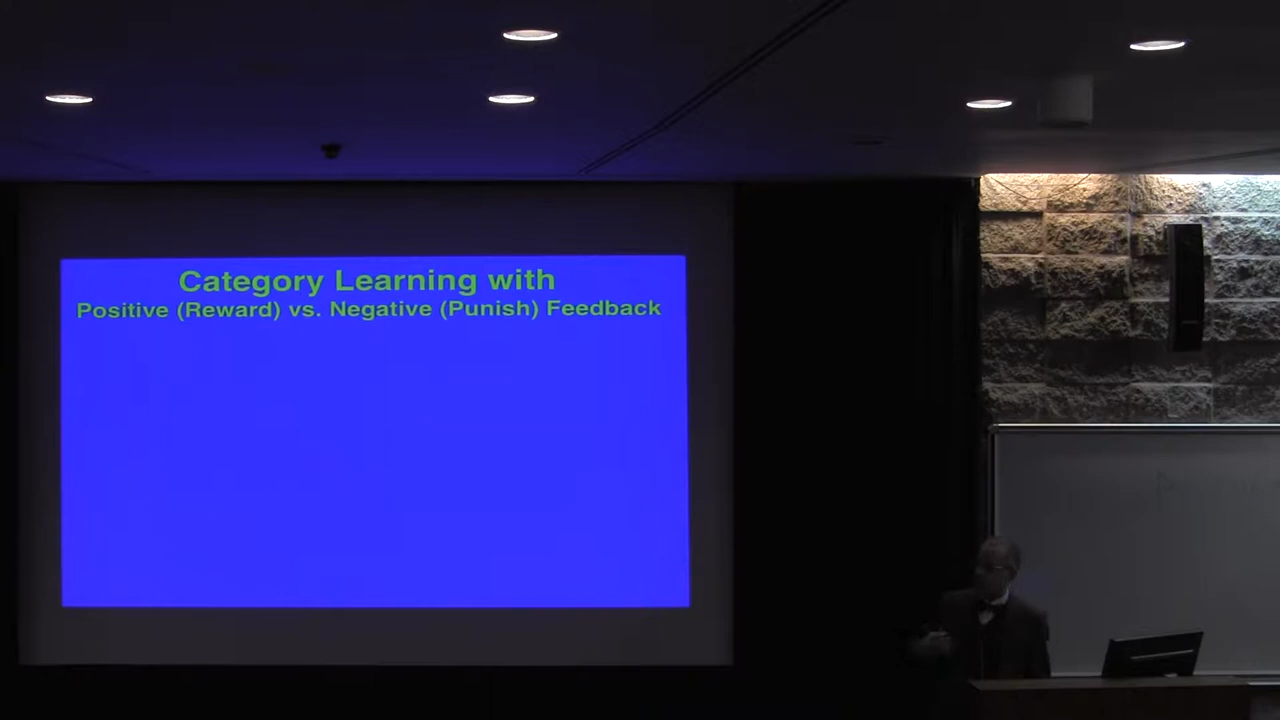 Category Learning with
Positive (Reward) vs. Negative (Punish) Feedback